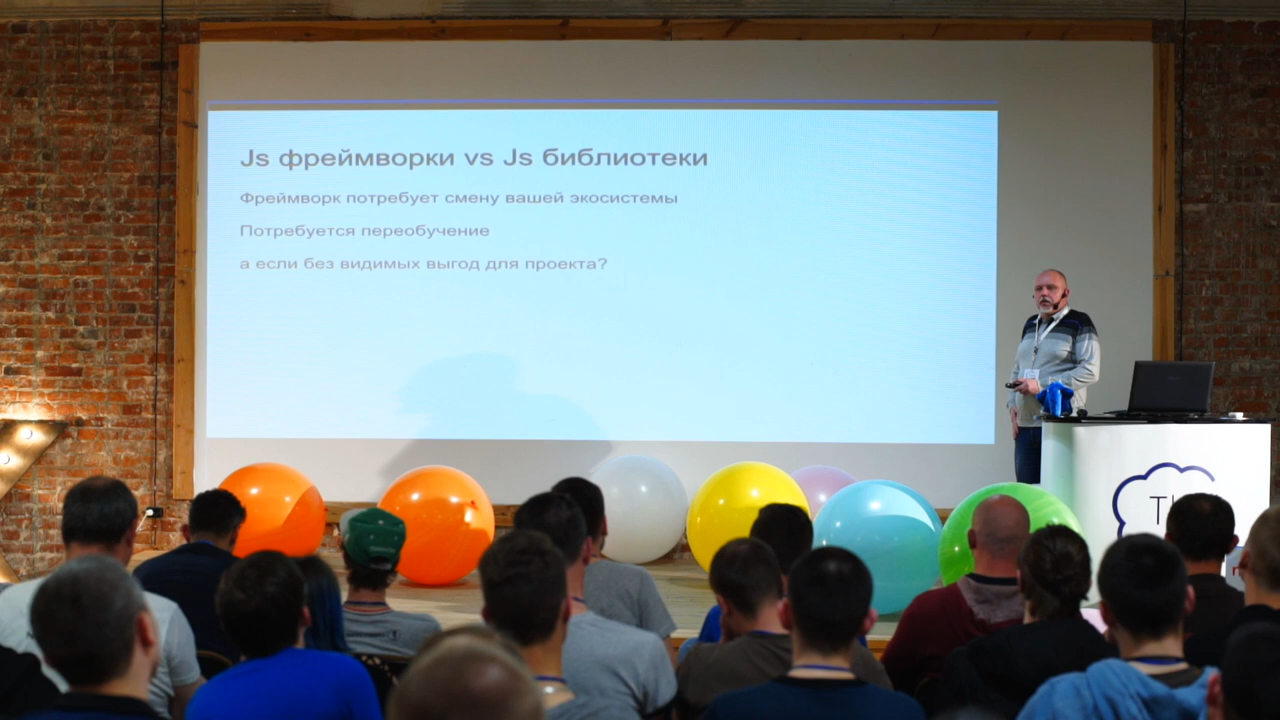 Js фреймворки vs Js библиотеки
Фреймворк потребует смену вашей экосистемы
Потребуется переобучение
а если без видимых выгод для проекта?